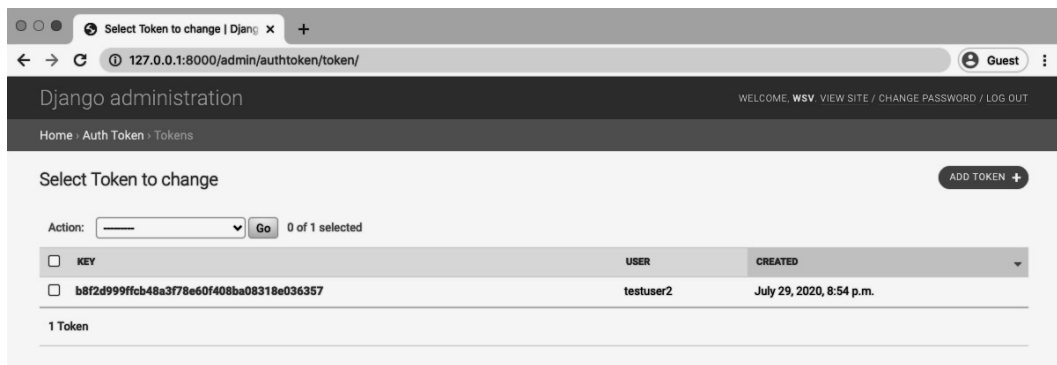 Select Token to change | Djang
127.0.0.1:8000/admin/authtoken/token/
Guest
Django administration
WELCOME, WSV. VIEW SITE / CHANGE PASSWORD / LOG OUT
Home › Auth Token › Tokens
Select Token to change
ADD TOKEN +
Action: --------- Go 0 of 1 selected
KEY USER CREATED
b8f2d999ffcb48a3f78e60f408ba08318e036357 testuser2 July 29, 2020, 8:54 p.m.
1 Token